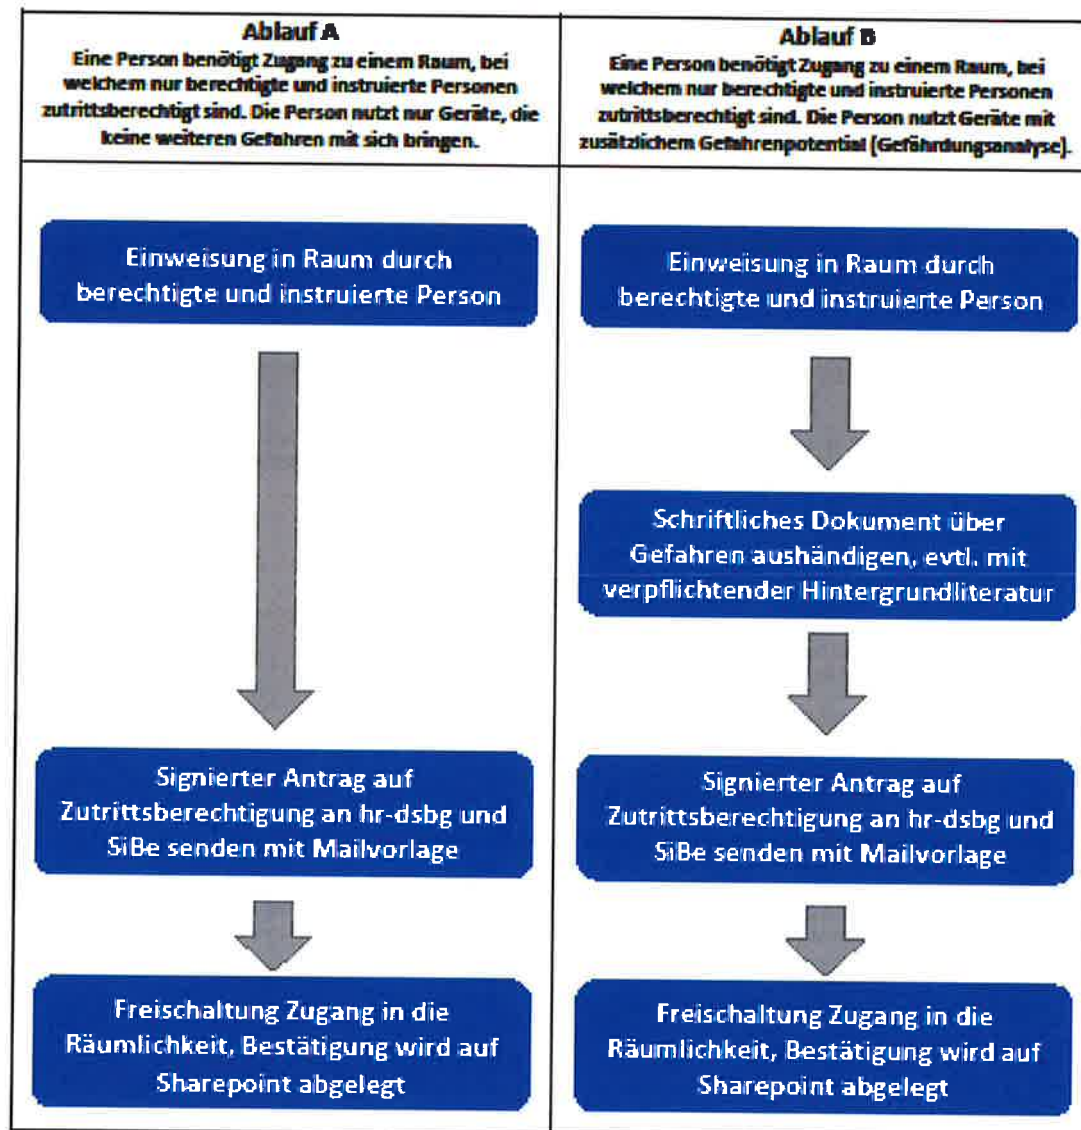 Ablauf A
Eine Person benötigt Zugang zu einem Raum, bei
welchem nur berechtigte und instruierte Personen
zutrittsberechtigt sind. Die Person nutzt nur Geräte, die
keine weiteren Gefahren mit sich bringen.
Einweisung in Raum durch
berechtigte und instruierte Person
Signierter Antrag auf
Zutrittsberechtigung an hr-dsbg und
SiBe senden mit Mailvorlage
Freischaltung Zugang in die
Räumlichkeit, Bestätigung wird auf
Sharepoint abgelegt
Ablauf B
Eine Person benötigt Zugang zu einem Raum, bei
welchem nur berechtigte und instruierte Personen
zutrittsberechtigt sind. Die Person nutzt Geräte mit
zusätzlichem Gefahrenpotential (Gefährdungsanalyse).
Einweisung in Raum durch
berechtigte und instruierte Person
Schriftliches Dokument über
Gefahren aushändigen, evtl. mit
verpflichtender Hintergrundliteratur
Signierter Antrag auf
Zutrittsberechtigung an hr-dsbg und
SiBe senden mit Mailvorlage
Freischaltung Zugang in die
Räumlichkeit, Bestätigung wird auf
Sharepoint abgelegt